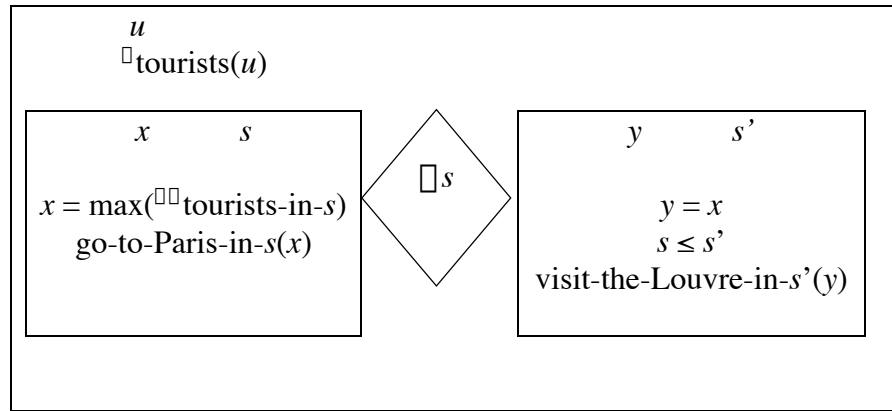 u
▯tourists(u)
x s
x = max(▯▯tourists-in-s)
go-to-Paris-in-s(x)
▯s
y s’
y = x
s ≤ s’
visit-the-Louvre-in-s’(y)